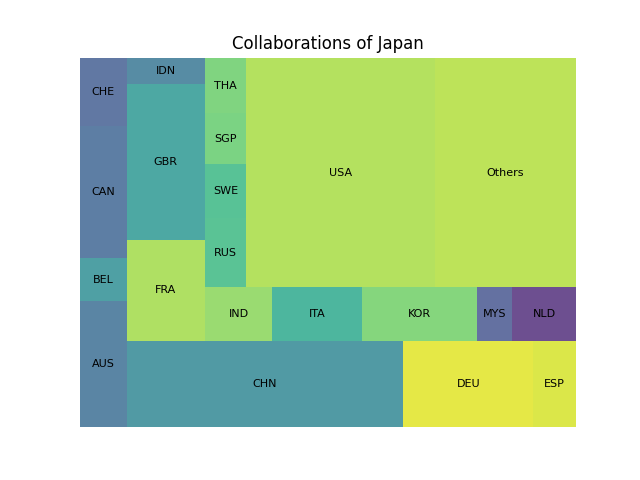 Collaborations of Japan
CHE
IDN
THA
CAN
GBR
SGP
USA
Others
SWE
BEL
RUS
FRA
IND
ITA
KOR
MYS
NLD
AUS
CHN
DEU
ESP